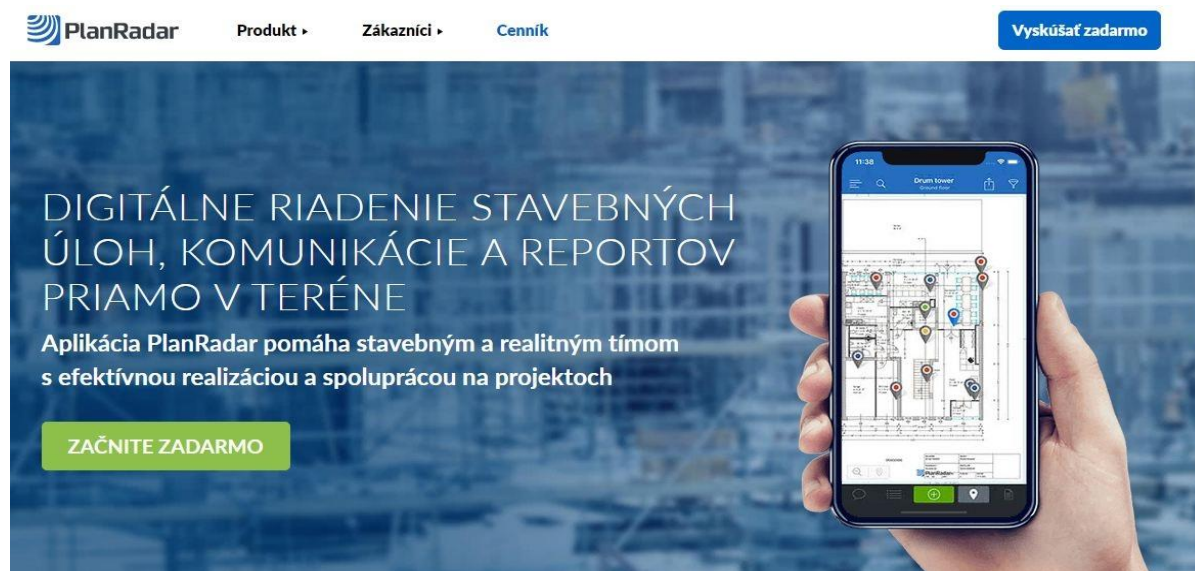 PlanRadar
Produkt ▸
Zákazníci ▸
Cenník
Vyskúšať zadarmo
DIGITÁLNE RIADENIE STAVEBNÝCH
ÚLOH, KOMUNIKÁCIE A REPORTOV
PRIAMO V TERÉNE
Aplikácia PlanRadar pomáha stavebným a realitným tímom
s efektívnou realizáciou a spoluprácou na projektoch
ZAČNITE ZADARMO
11:38
Drum tower
Ground floor
PlanRadar